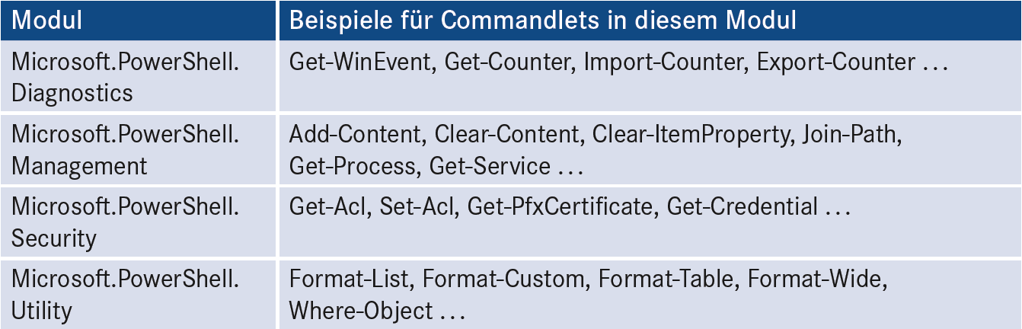 Modul
Beispiele für Commandlets in diesem Modul
Microsoft.PowerShell.
Diagnostics
Get-WinEvent, Get-Counter, Import-Counter, Export-Counter …
Microsoft.PowerShell.
Management
Add-Content, Clear-Content, Clear-ItemProperty, Join-Path,
Get-Process, Get-Service …
Microsoft.PowerShell.
Security
Get-Acl, Set-Acl, Get-PfxCertificate, Get-Credential …
Microsoft.PowerShell.
Utility
Format-List, Format-Custom, Format-Table, Format-Wide,
Where-Object …